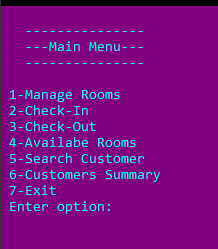 ---------------
---Main Menu---
---------------
1-Manage Rooms
2-Check-In
3-Check-Out
4-Availabe Rooms
5-Search Customer
6-Customers Summary
7-Exit
Enter option: